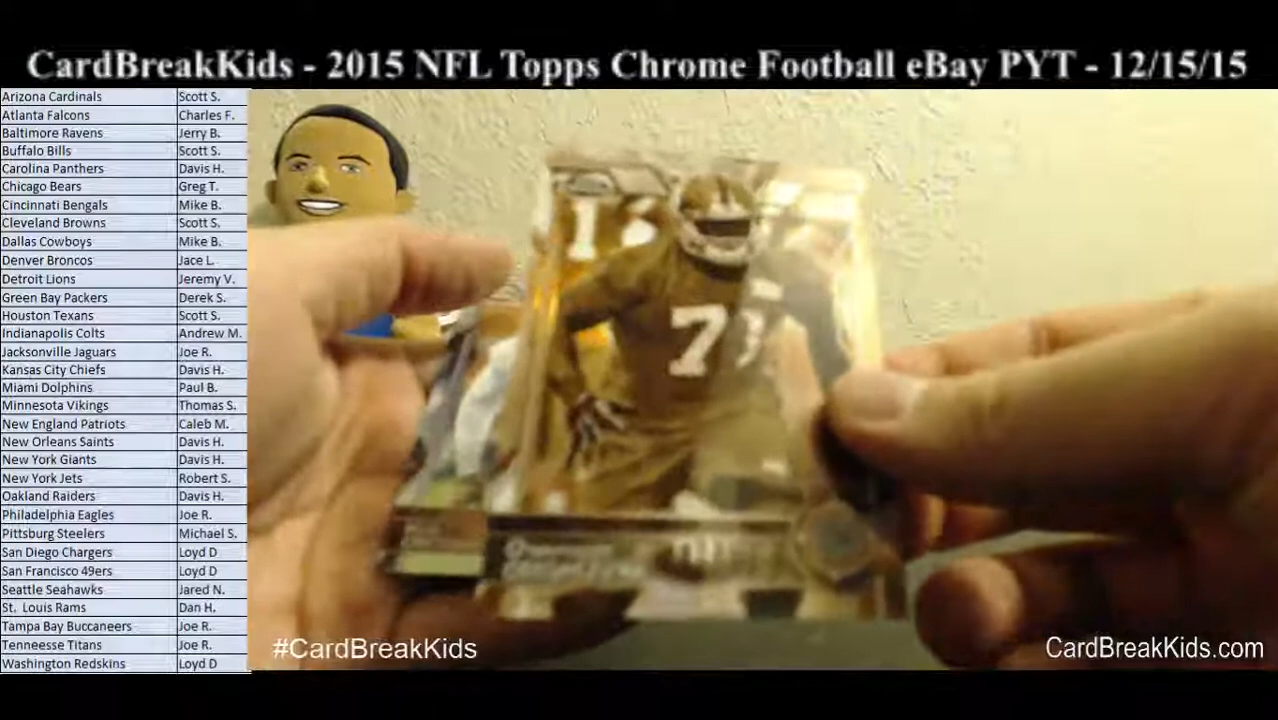 CardBreakKids - 2015 NFL Topps Chrome Football eBay PYT - 12/15/15
Arizona Cardinals Scott S.
Atlanta Falcons Charles F.
Baltimore Ravens Jerry B.
Buffalo Bills Scott S.
Carolina Panthers Davis H.
Chicago Bears Greg T.
Cincinnati Bengals Mike B.
Cleveland Browns Scott S.
Dallas Cowboys Mike B.
Denver Broncos Jace L.
Detroit Lions Jeremy V.
Green Bay Packers Derek S.
Houston Texans Scott S.
Indianapolis Colts Andrew M.
Jacksonville Jaguars Joe R.
Kansas City Chiefs Davis H.
Miami Dolphins Paul B.
Minnesota Vikings Thomas S.
New England Patriots Caleb M.
New Orleans Saints Davis H.
New York Giants Davis H.
New York Jets Robert S.
Oakland Raiders Davis H.
Philadelphia Eagles Joe R.
Pittsburg Steelers Michael S.
San Diego Chargers Loyd D
San Francisco 49ers Loyd D
Seattle Seahawks Jared N.
St. Louis Rams Dan H.
Tampa Bay Buccaneers Joe R.
Tenneesse Titans Joe R.
Washington Redskins Loyd D
#CardBreakKids
CardBreakKids.com